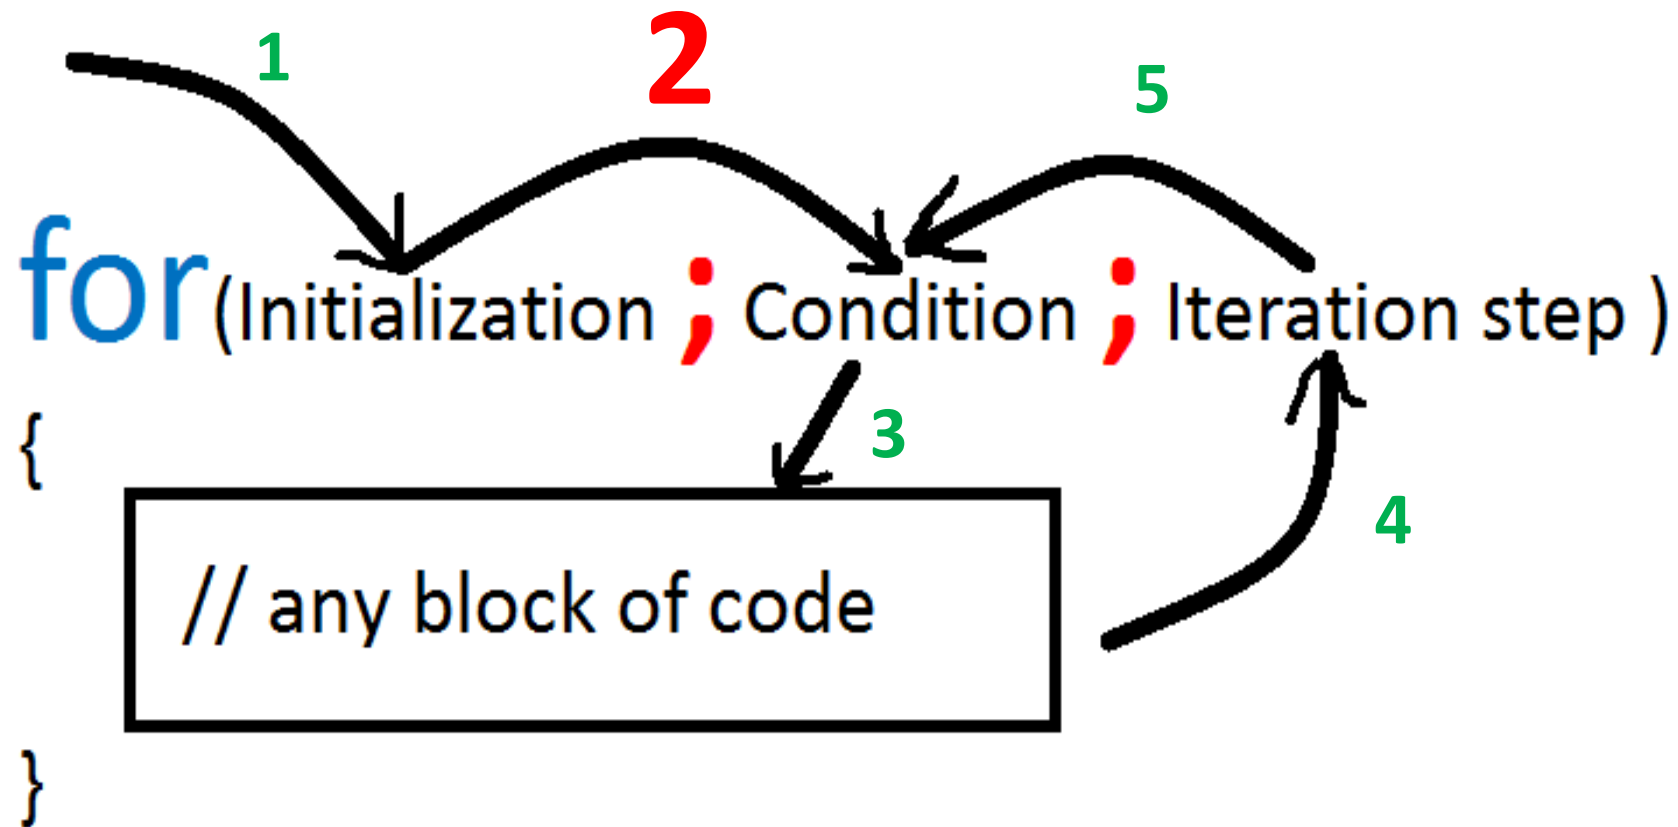 1 2 5
for(Initialization ; Condition ; Iteration step )
{
3
4
// any block of code
}